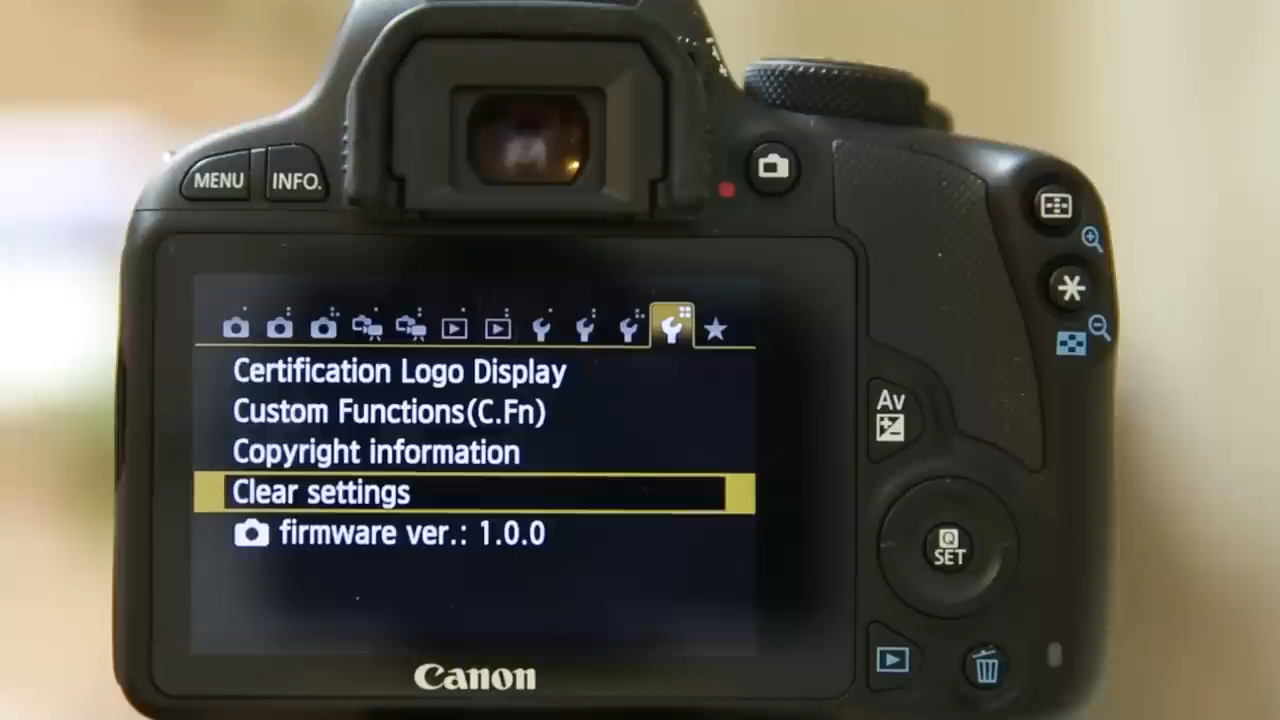 MENU
INFO.
Certification Logo Display
Custom Functions(C.Fn)
Copyright information
Clear settings
firmware ver.: 1.0.0
Av
Q
SET
Canon